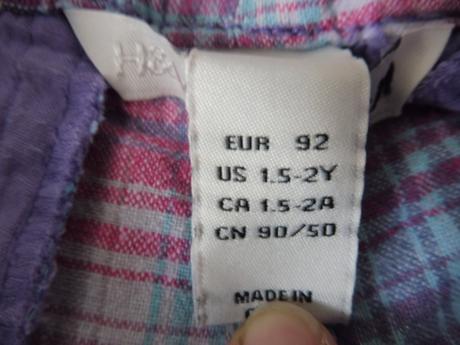 H&
EUR 92
US 1.5-2Y
CA 1.5-2A
CN 90/50
MADE IN